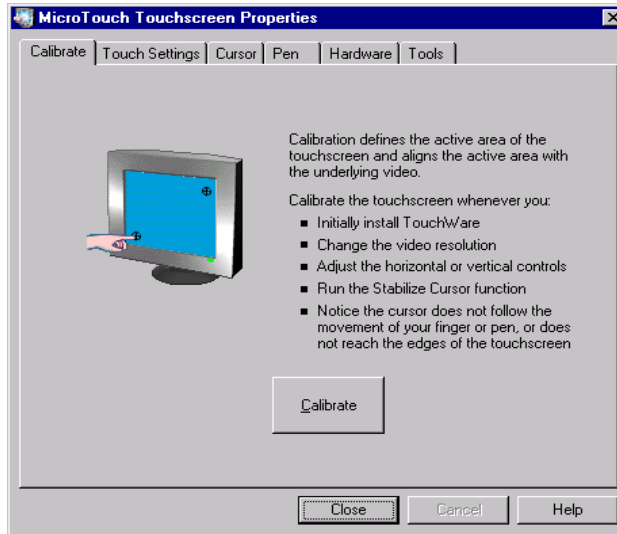 MicroTouch Touchscreen Properties
Calibrate Touch Settings Cursor Pen Hardware Tools
Calibration defines the active area of the
touchscreen and aligns the active area with
the underlying video.
Calibrate the touchscreen whenever you:
■ Initially install TouchWare
■ Change the video resolution
■ Adjust the horizontal or vertical controls
■ Run the Stabilize Cursor function
■ Notice the cursor does not follow the
movement of your finger or pen, or does
not reach the edges of the touchscreen
Calibrate
Close Cancel Help